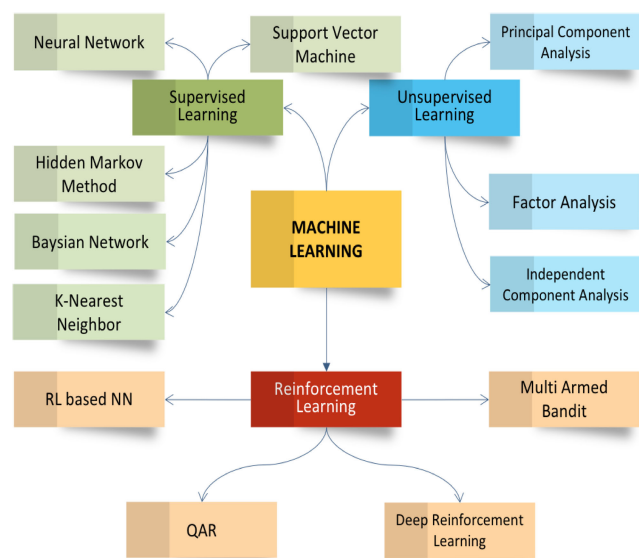 Neural Network
Support Vector
Machine
Principal Component
Analysis
Supervised
Learning
Unsupervised
Learning
Hidden Markov
Method
MACHINE
LEARNING
Factor Analysis
Baysian Network
Independent
Component Analysis
K-Nearest
Neighbor
RL based NN
Reinforcement
Learning
Multi Armed
Bandit
QAR
Deep Reinforcement
Learning